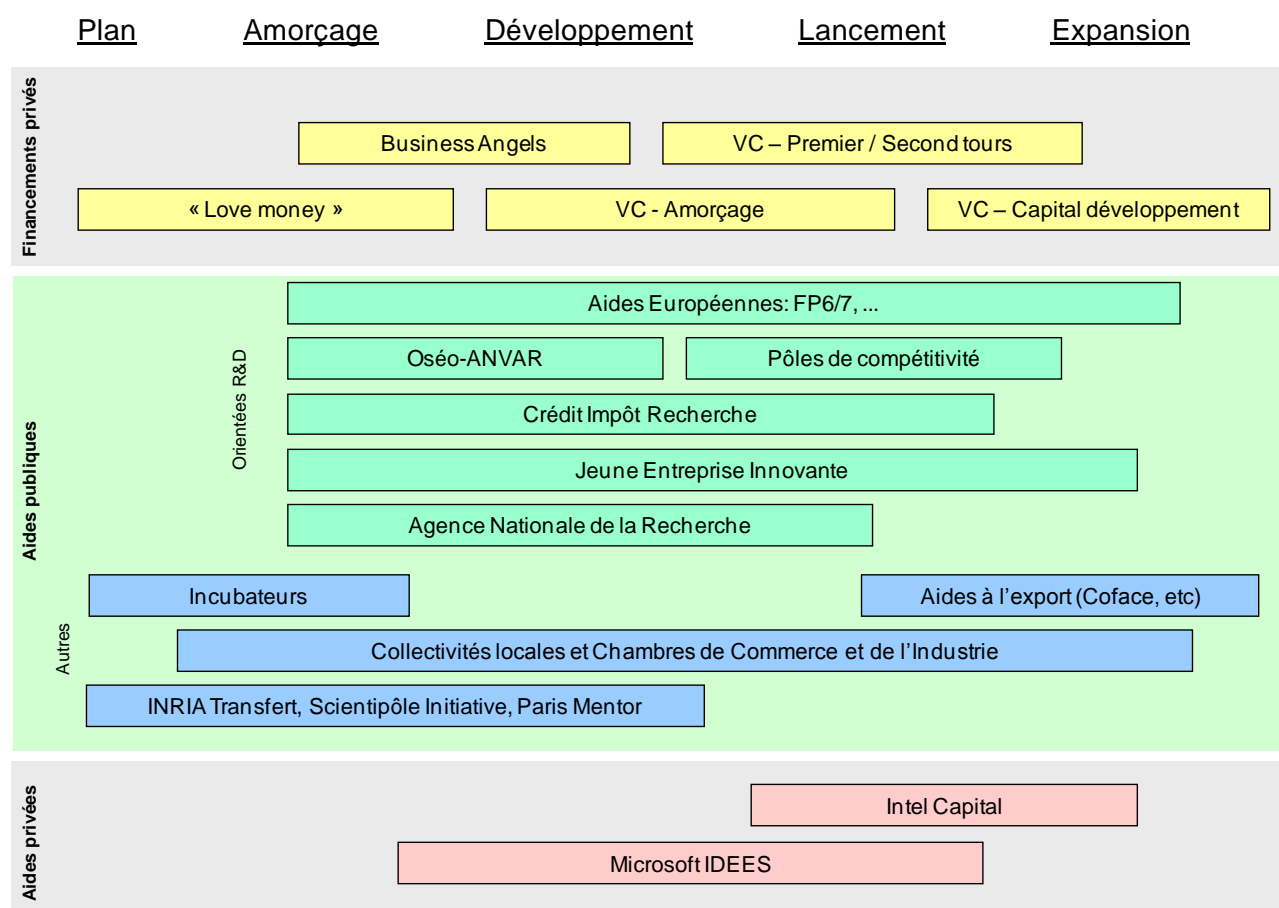 Plan Amorçage Développement Lancement Expansion
Financements privés
Business Angels
VC – Premier / Second tours
« Love money »
VC - Amorçage
VC – Capital développement
Aides publiques
Orientées R&D
Aides Européennes: FP6/7, ...
Oséo-ANVAR
Pôles de compétitivité
Crédit Impôt Recherche
Jeune Entreprise Innovante
Agence Nationale de la Recherche
Autres
Incubateurs
Aides à l’export (Coface, etc)
Collectivités locales et Chambres de Commerce et de l’Industrie
INRIA Transfert, Scientipôle Initiative, Paris Mentor
Aides privées
Intel Capital
Microsoft IDEES